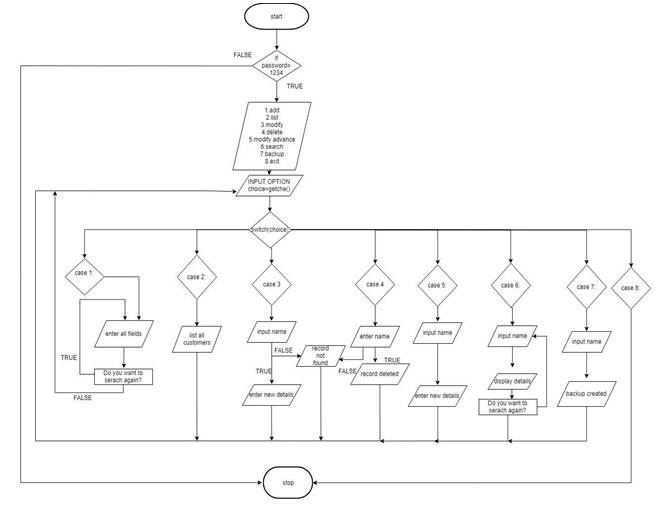 start
FALSE
if
password=
1234
TRUE
1.add
2.list
3.modify
4.delete
5.modify advance
6.search
7.backup
8.exit
INPUT OPTION
choice=getche()
switch(choice)
case 1:
case 2:
case 3
case 4
case 5:
case 6:
case 7:
case 8:
enter all fields
list all
customers
input name
enter name
input name
input name
input name
FALSE
record
not
found
TRUE
Do you want to
serach again?
TRUE
FALSE
TRUE
FALSE
record deleted
display details
enter new details
enter new details
Do you want to
serach again?
backup created
stop